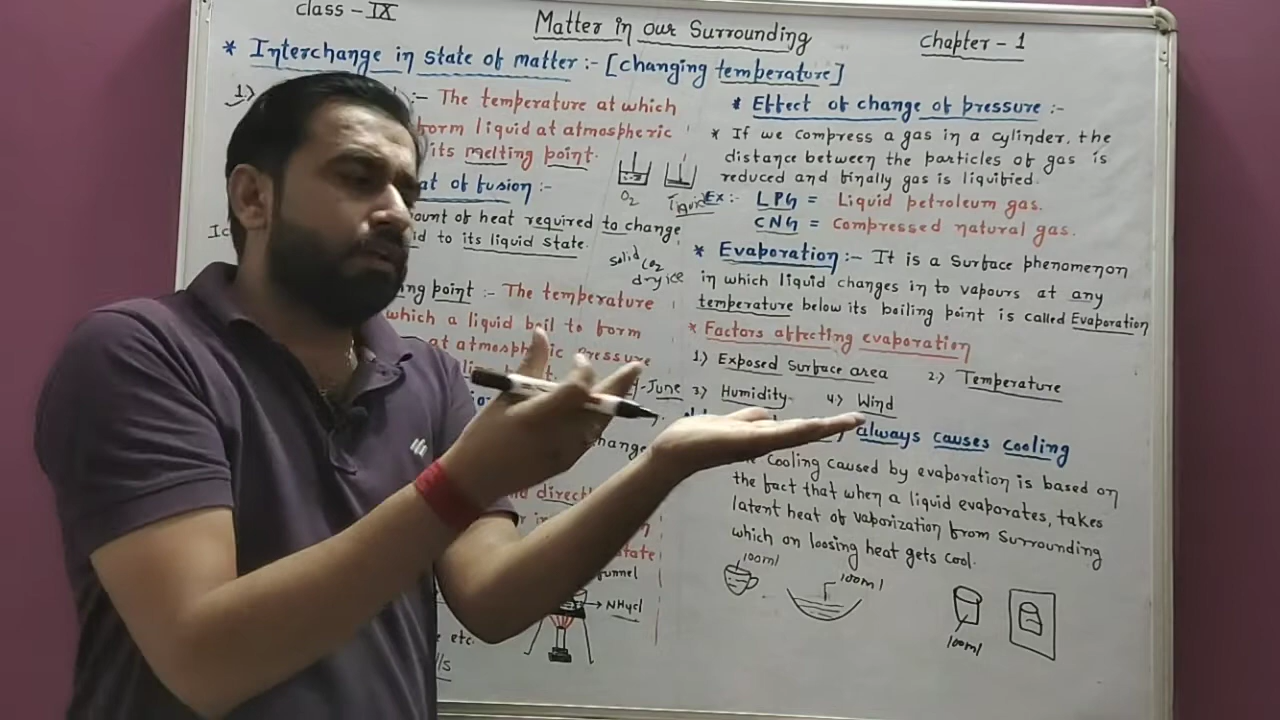 class - IX
Matter in our Surrounding
Chapter - 1
* Interchange in state of matter :- [changing temperature]
1) :- The temperature at which
form liquid at atmospheric
its melting point.
of fusion :-
of heat required to change
to its liquid state.
point :- The temperature
which a liquid boil to form
at atmospheric Pressure
-June
change
direct
funnel
NH4cl
etc.
O2
liquid
solid CO2
dry ice
* Effect of change of pressure :-
* If we compress a gas in a cylinder, the
distance between the particles of gas is
reduced and finally gas is liquified.
Ex :- LPG = Liquid petroleum gas.
CNG = Compressed natural gas.
* Evaporation :- It is a Surface phenomenon
in which liquid changes in to vapours at any
temperature below its boiling point is called Evaporation
* Factors affecting evaporation
1.) Exposed Surface area 2.) Temperature
3.) Humidity 4.) Wind
always causes cooling
Cooling caused by evaporation is based on
the fact that when a liquid evaporates, takes
latent heat of vaporization from Surrounding
which on loosing heat gets cool.
100ml
100ml
100ml